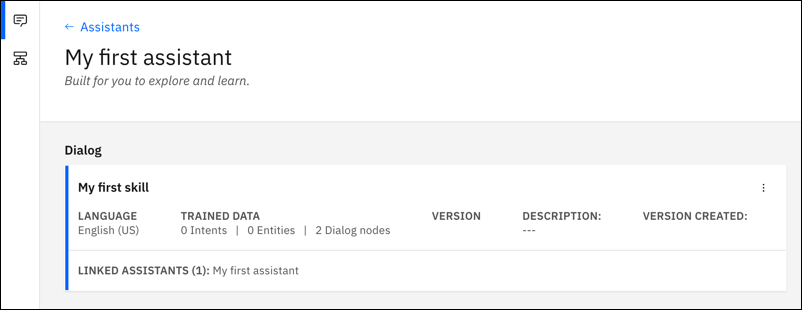 ← Assistants
My first assistant
Built for you to explore and learn.
Dialog
My first skill
LANGUAGE TRAINED DATA VERSION DESCRIPTION: VERSION CREATED:
English (US) 0 Intents | 0 Entities | 2 Dialog nodes ---
LINKED ASSISTANTS (1): My first assistant